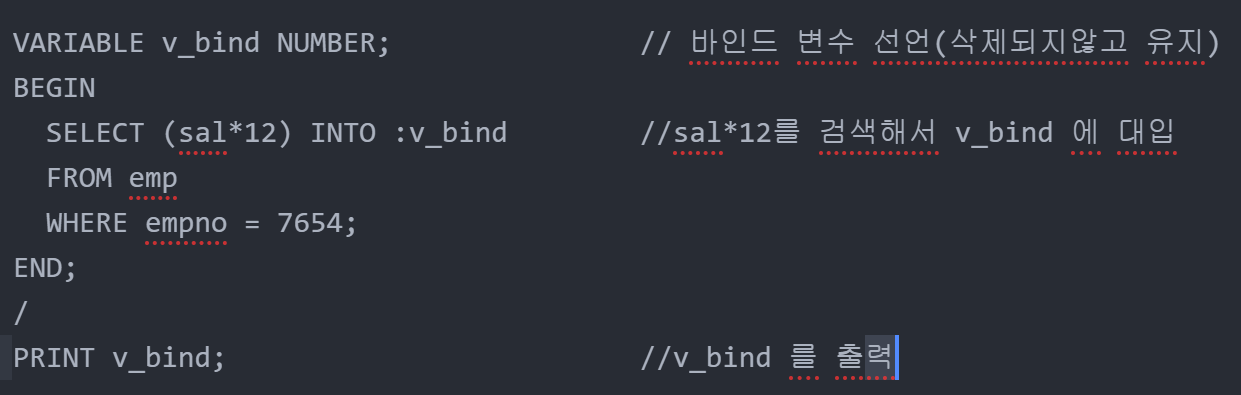 VARIABLE v_bind NUMBER; // 바인드 변수 선언(삭제되지않고 유지)
BEGIN
SELECT (sal*12) INTO :v_bind //sal*12를 검색해서 v_bind 에 대입
FROM emp
WHERE empno = 7654;
END;
/
PRINT v_bind; //v_bind 를 출력